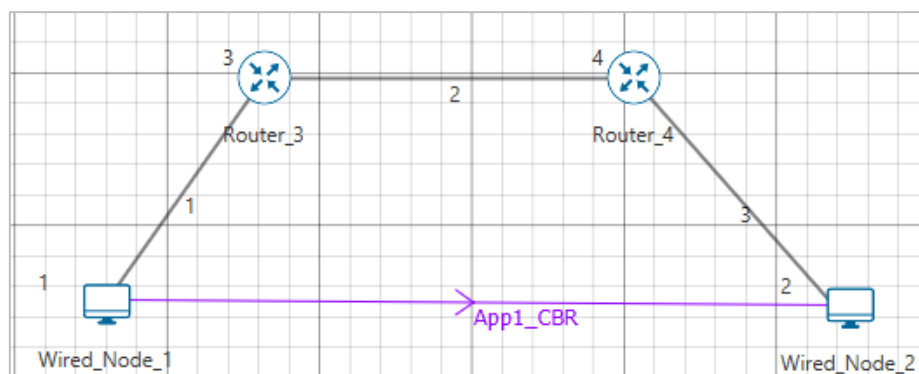 3
4
2
Router_3
Router_4
1
3
1
2
App1_CBR
Wired_Node_1
Wired_Node_2